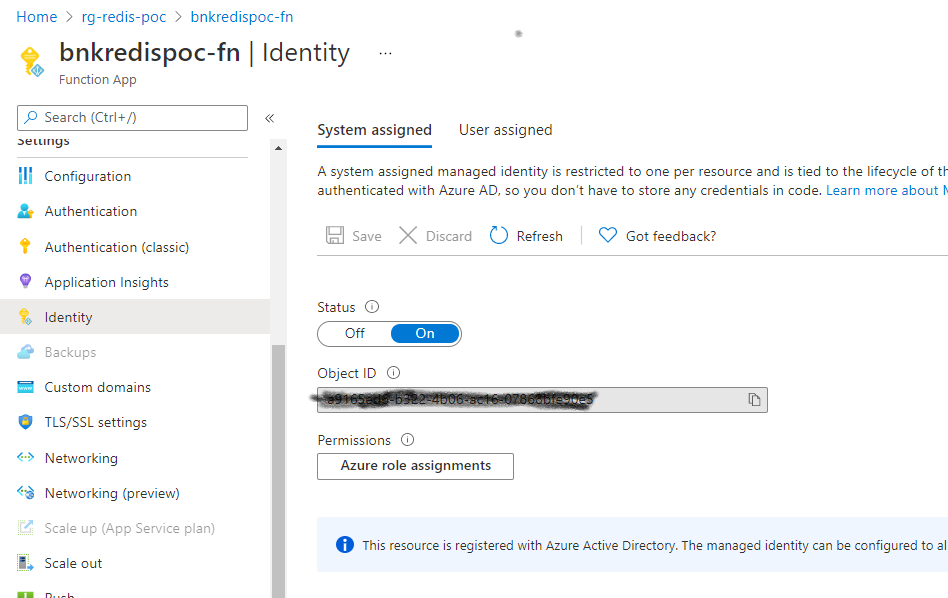 Home > rg-redis-poc > bnkredispoc-fn
bnkredispoc-fn | Identity ...
Function App
Search (Ctrl+/)
«
Settings
Configuration
Authentication
Authentication (classic)
Application Insights
Identity
Backups
Custom domains
TLS/SSL settings
Networking
Networking (preview)
Scale up (App Service plan)
Scale out
Push
System assigned User assigned
A system assigned managed identity is restricted to one per resource and is tied to the lifecycle of th
authenticated with Azure AD, so you don't have to store any credentials in code. Learn more about M
Save Discard Refresh Got feedback?
Status
Off On
Object ID
Permissions
Azure role assignments
This resource is registered with Azure Active Directory. The managed identity can be configured to al